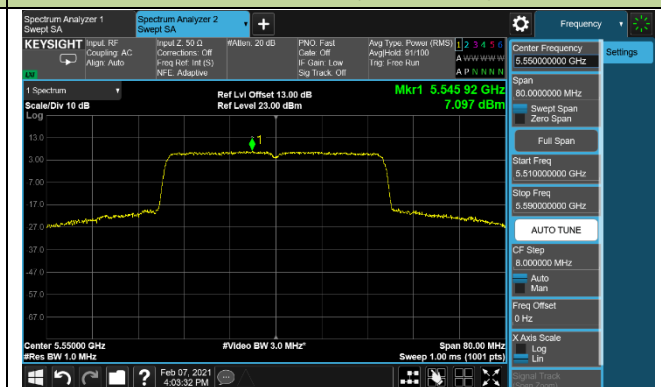 Spectrum Analyzer 1
Swept SA
Spectrum Analyzer 2
Swept SA
+
Frequency
KEYSIGHT
Input: RF
Coupling: AC
Align: Auto
Input Z: 50 Ω
Corrections: Off
Freq Ref: Int (S)
NFE: Adaptive
#Atten: 20 dB
PNO: Fast
Gate: Off
IF Gain: Low
Sig Track: Off
Avg Type: Power (RMS)
Avg|Hold: 91/100
Trig: Free Run
1 2 3 4 5 6
A W W W W W
A P N N N N
LXI
Center Frequency
5.550000000 GHz
Settings
Span
80.0000000 MHz
Swept Span
Zero Span
Full Span
Start Freq
5.510000000 GHz
Stop Freq
5.590000000 GHz
AUTO TUNE
CF Step
8.000000 MHz
Auto
Man
Freq Offset
0 Hz
X Axis Scale
Log
Lin
Signal Track
(Span Zoom)
1 Spectrum
Scale/Div 10 dB
Log
Ref Lvl Offset 13.00 dB
Ref Level 23.00 dBm
Mkr1 5.545 92 GHz
7.097 dBm
1
13.0
3.00
7.00
17.0
27.0
37.0
-47.0
57.0
67.0
Center 5.55000 GHz
#Res BW 1.0 MHz
#Video BW 3.0 MHz*
Span 80.00 MHz
Sweep 1.00 ms (1001 pts)
?
Feb 07, 2021
4:03:32 PM